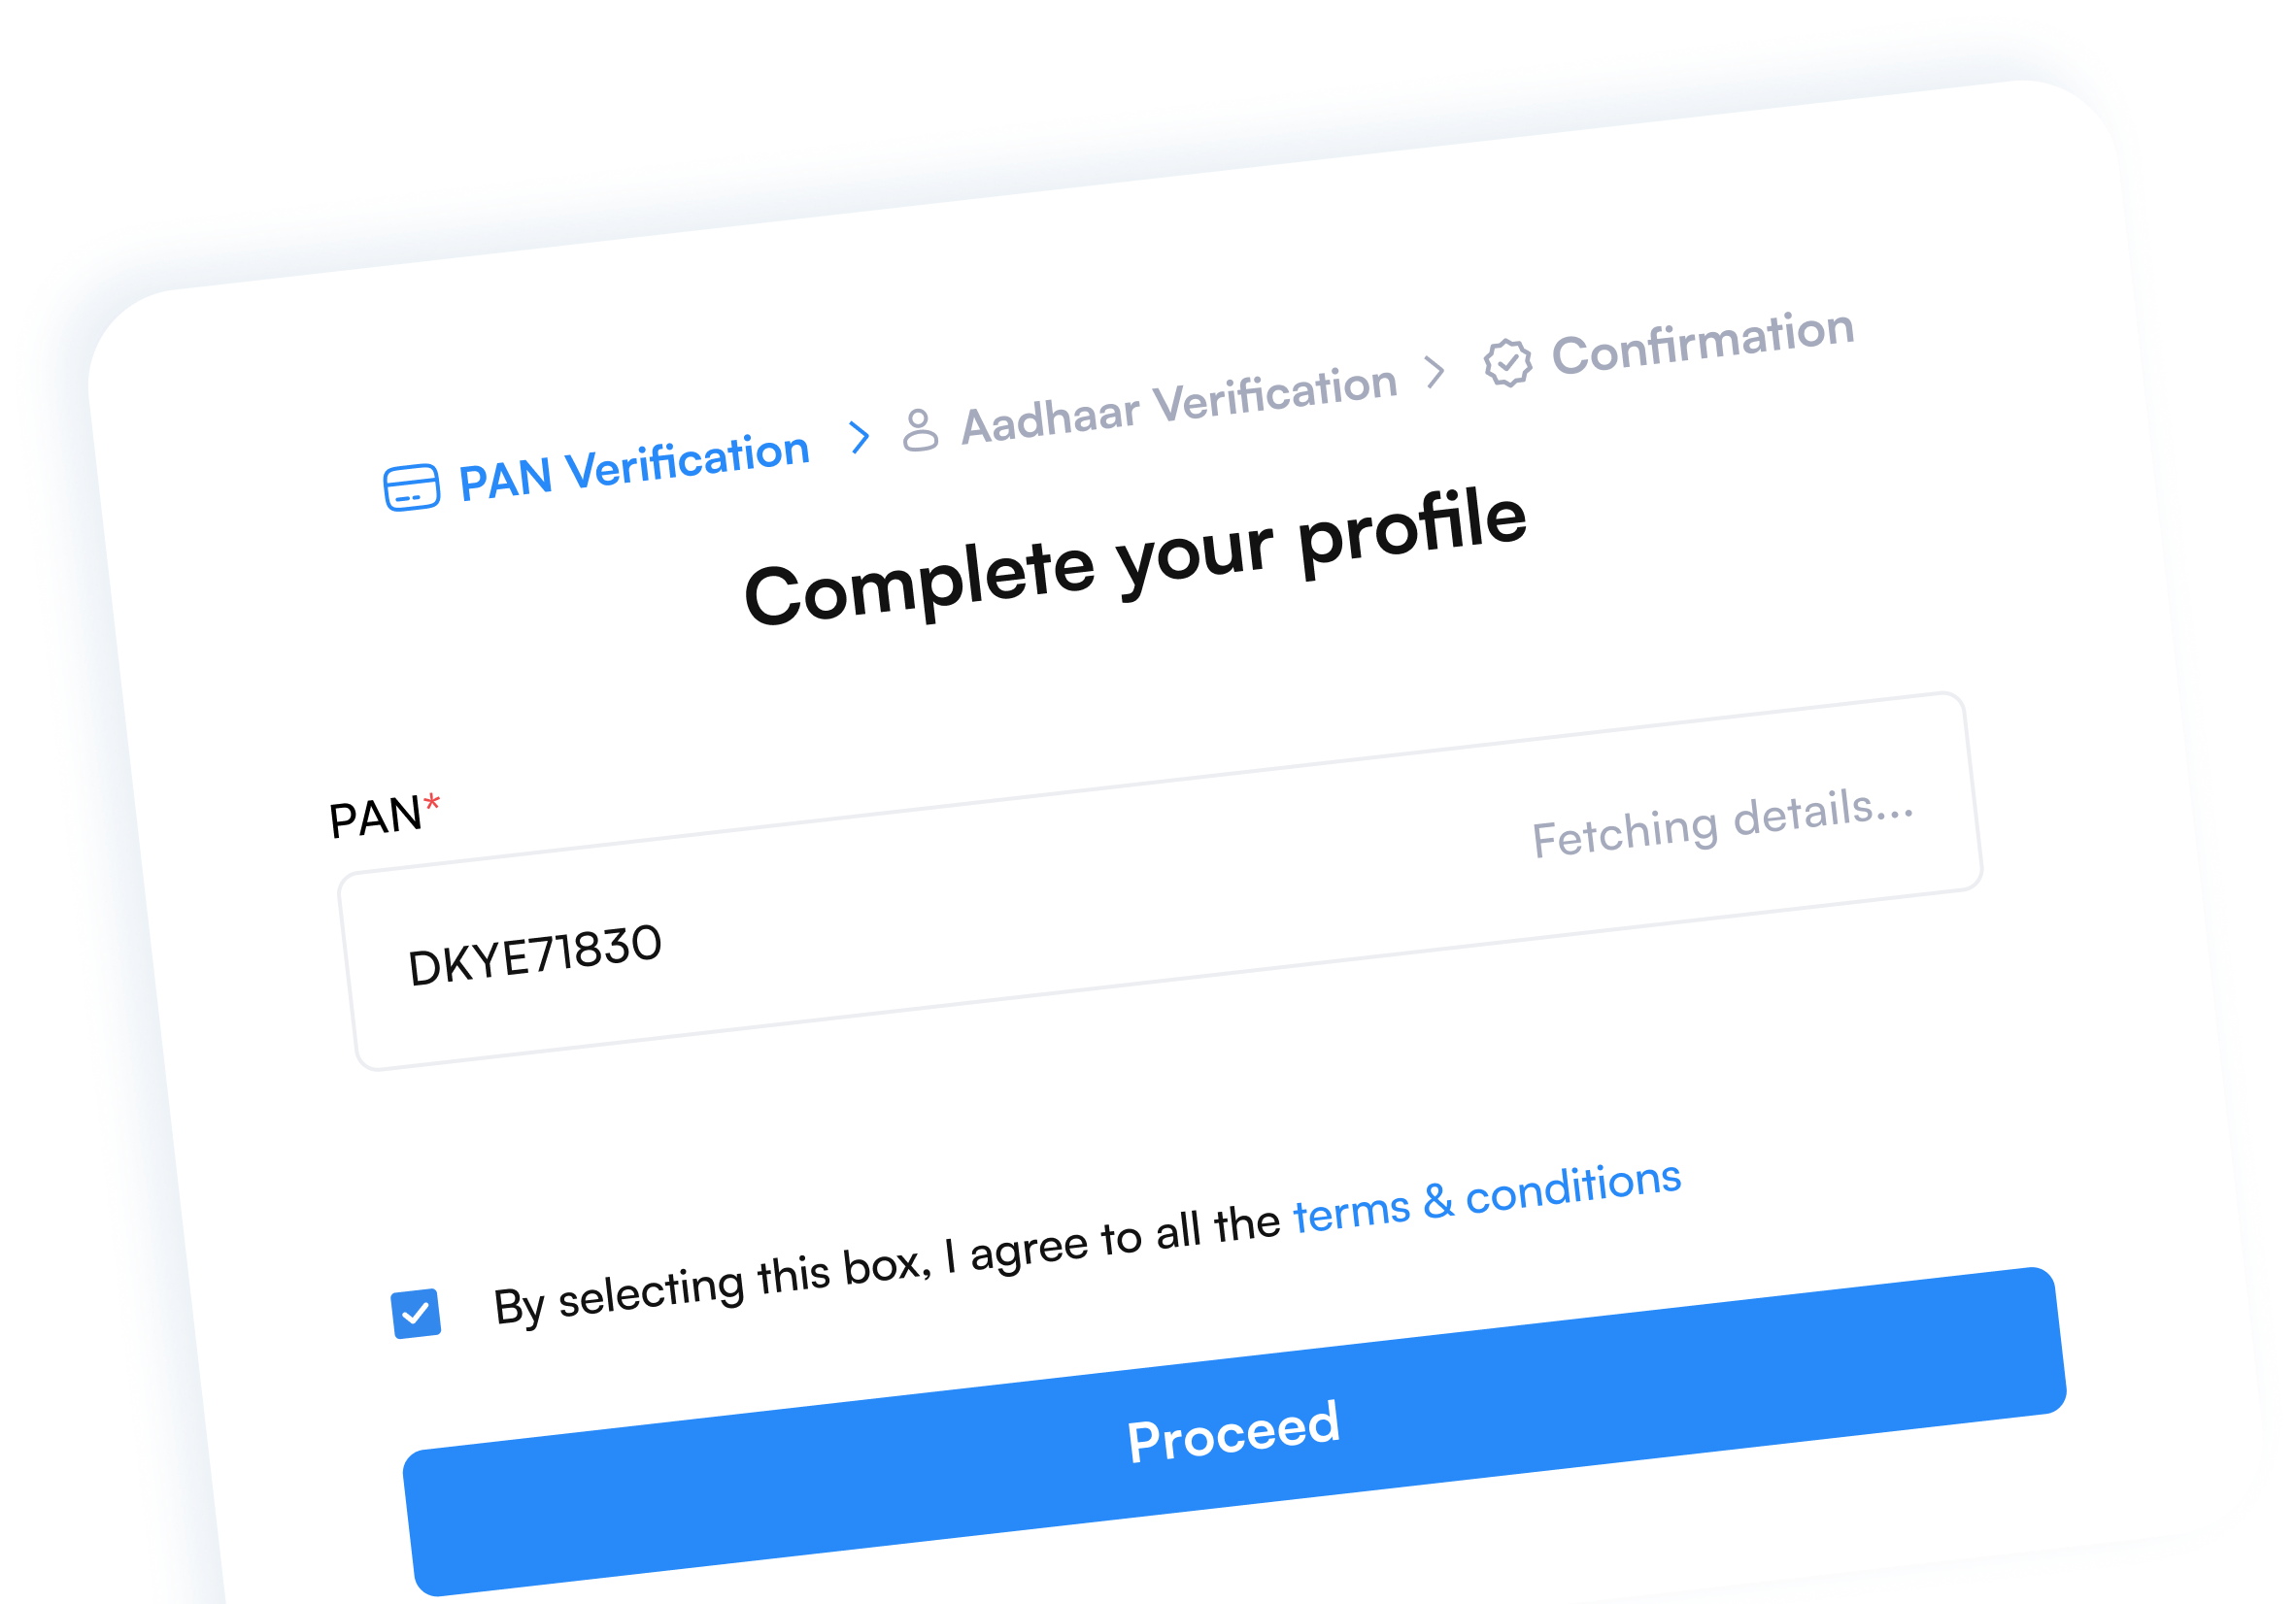 PAN Verification > Aadhaar Verification > Confirmation
Complete your profile
PAN*
DKYE71830
Fetching details...
By selecting this box, I agree to all the terms & conditions
Proceed